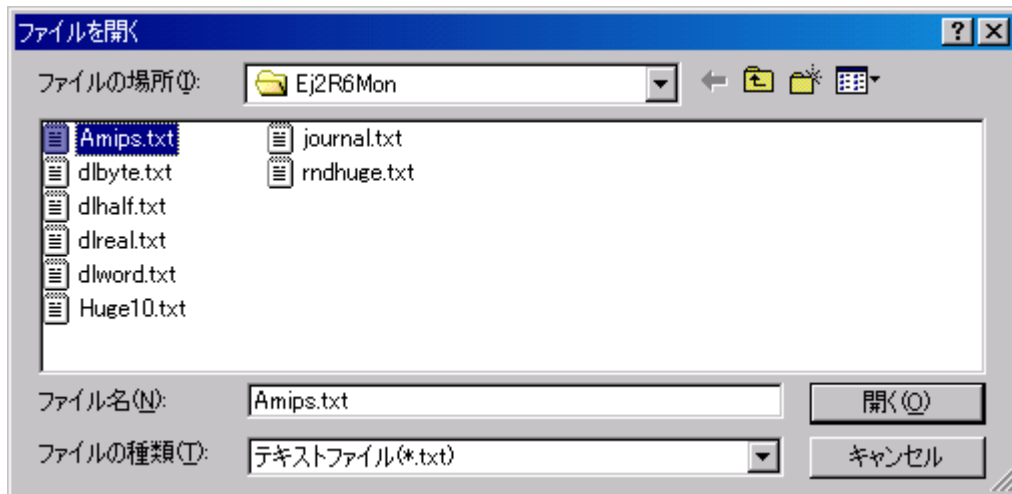 ファイルを開く
ファイルの場所(I): Ej2R6Mon
Amips.txt journal.txt
dlbyte.txt rndhuge.txt
dlhalf.txt
dlreal.txt
dlword.txt
Huge10.txt
ファイル名(N): Amips.txt 開く(O)
ファイルの種類(T): テキストファイル(*.txt) キャンセル